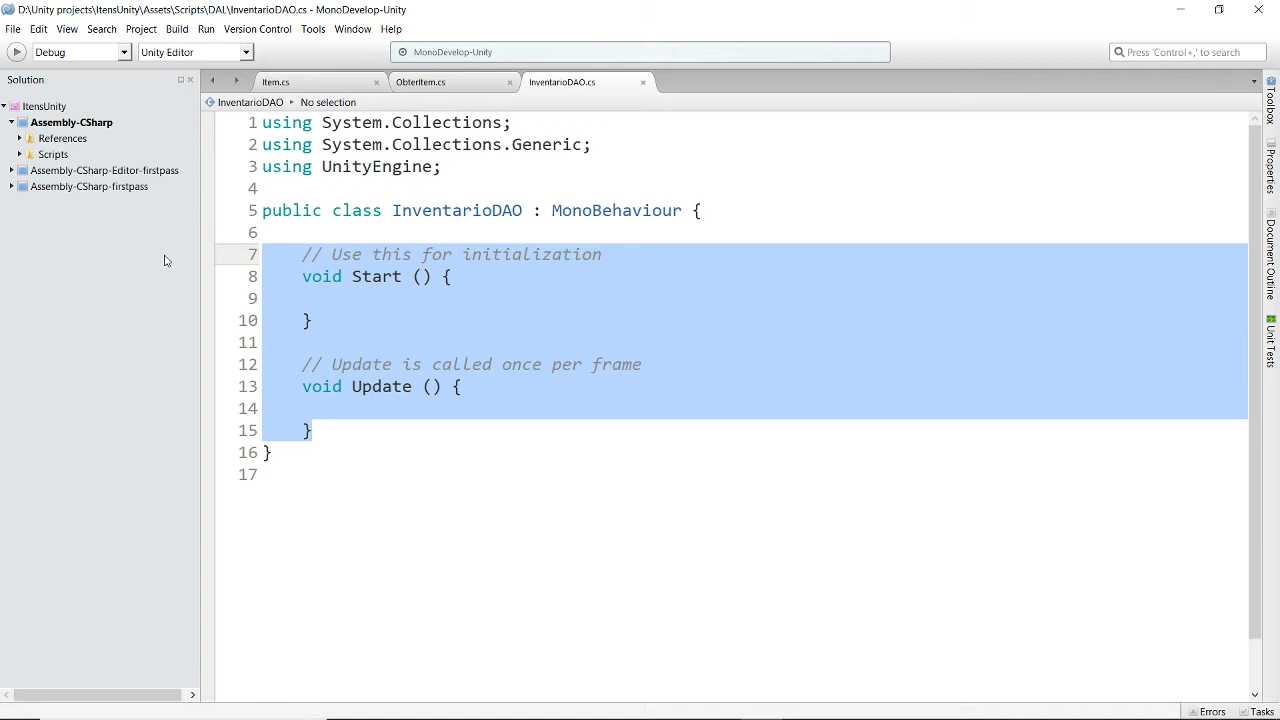 D:\Unity projects\ItensUnity\Assets\Scripts\DAL\InventarioDAO.cs - MonoDevelop-Unity
File Edit View Search Project Build Run Version Control Tools Window Help
Debug Unity Editor MonoDevelop-Unity Press 'Control+,' to search
Solution
ItensUnity
Assembly-CSharp
References
Scripts
Assembly-CSharp-Editor-firstpass
Assembly-CSharp-firstpass
Item.cs ObterItem.cs InventarioDAO.cs
InventarioDAO No selection
1 using System.Collections;
2 using System.Collections.Generic;
3 using UnityEngine;
4
5 public class InventarioDAO : MonoBehaviour {
6
7 // Use this for initialization
8 void Start () {
9
10 }
11
12 // Update is called once per frame
13 void Update () {
14
15 }
16 }
17
Toolbox
Properties
Document Outline
Unit Tests
Errors Tasks